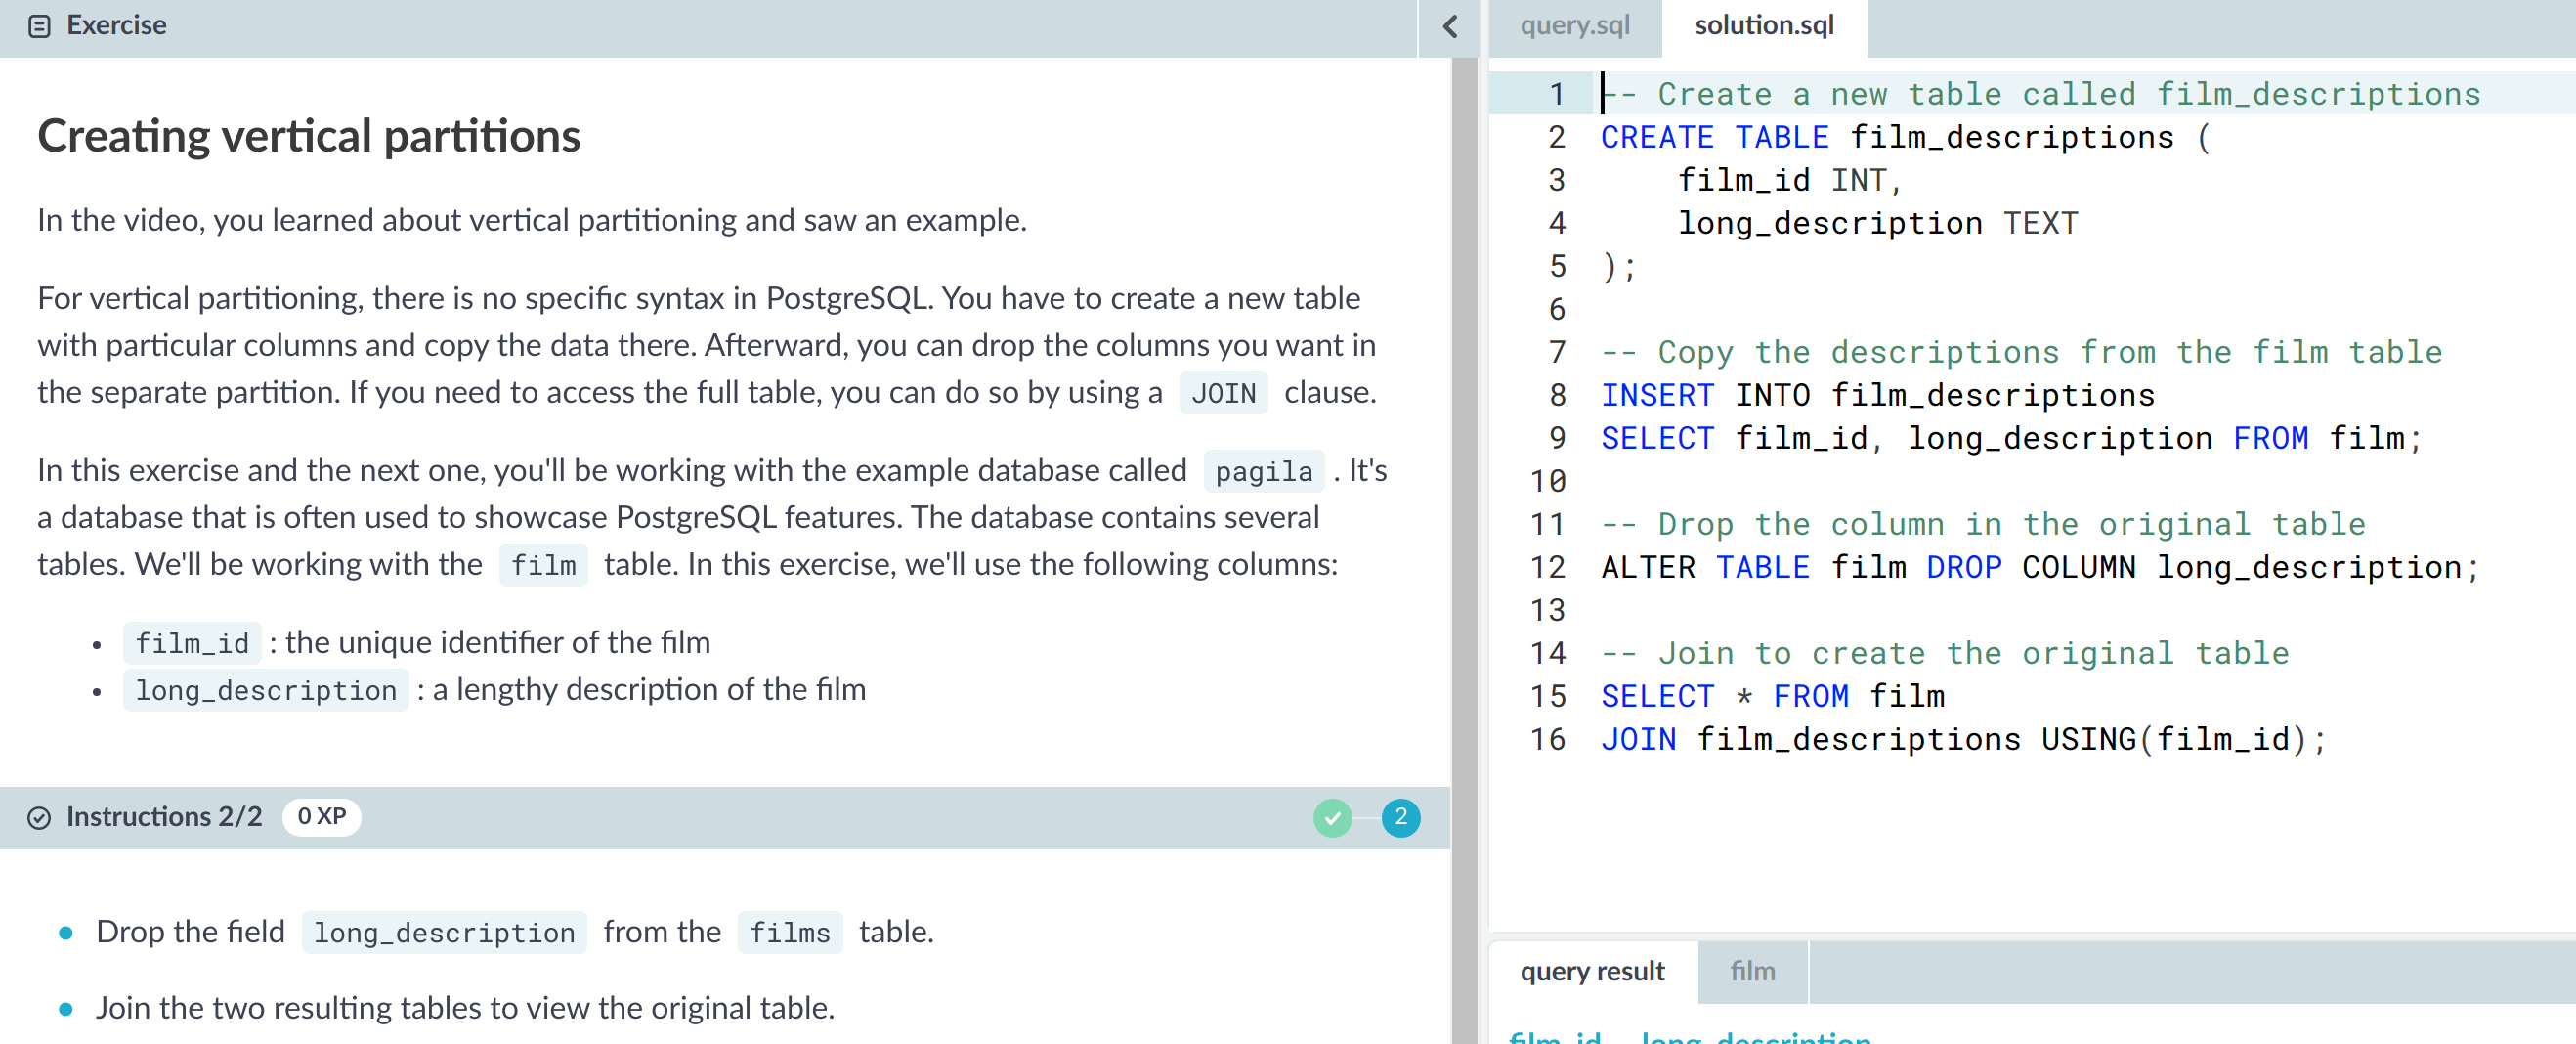 Exercise
Creating vertical partitions
In the video, you learned about vertical partitioning and saw an example.
For vertical partitioning, there is no specific syntax in PostgreSQL. You have to create a new table
with particular columns and copy the data there. Afterward, you can drop the columns you want in
the separate partition. If you need to access the full table, you can do so by using a JOIN clause.
In this exercise and the next one, you'll be working with the example database called pagila . It's
a database that is often used to showcase PostgreSQL features. The database contains several
tables. We'll be working with the film table. In this exercise, we'll use the following columns:
• film_id : the unique identifier of the film
• long_description : a lengthy description of the film
Instructions 2/2 0 XP 2
• Drop the field long_description from the films table.
• Join the two resulting tables to view the original table.
query.sql solution.sql
1 -- Create a new table called film_descriptions
2 CREATE TABLE film_descriptions (
3     film_id INT,
4     long_description TEXT
5 );
6
7 -- Copy the descriptions from the film table
8 INSERT INTO film_descriptions
9 SELECT film_id, long_description FROM film;
10
11 -- Drop the column in the original table
12 ALTER TABLE film DROP COLUMN long_description;
13
14 -- Join to create the original table
15 SELECT * FROM film
16 JOIN film_descriptions USING(film_id);
query result film
film_id long_description